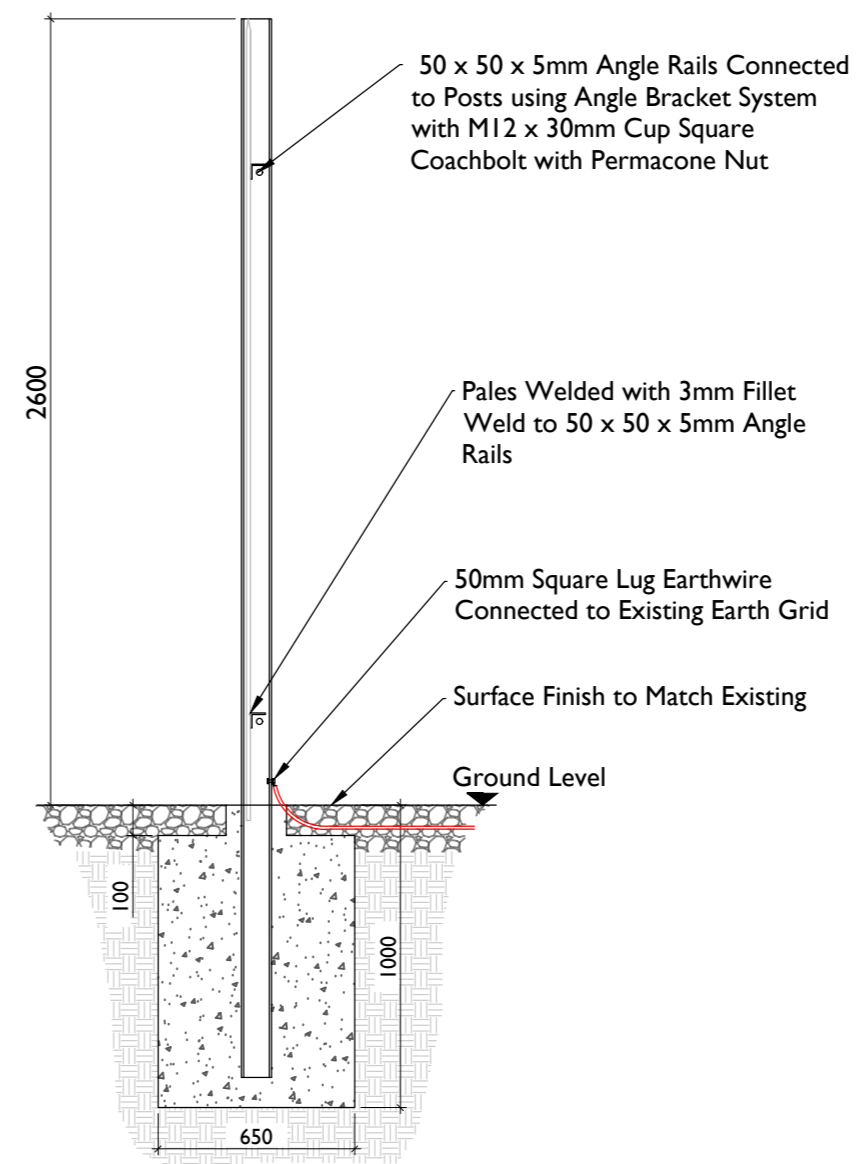 50 x 50 x 5mm Angle Rails Connected
to Posts using Angle Bracket System
with M12 x 30mm Cup Square
Coachbolt with Permacone Nut
2600
Pales Welded with 3mm Fillet
Weld to 50 x 50 x 5mm Angle
Rails
50mm Square Lug Earthwire
Connected to Existing Earth Grid
Surface Finish to Match Existing
Ground Level
100
1000
650